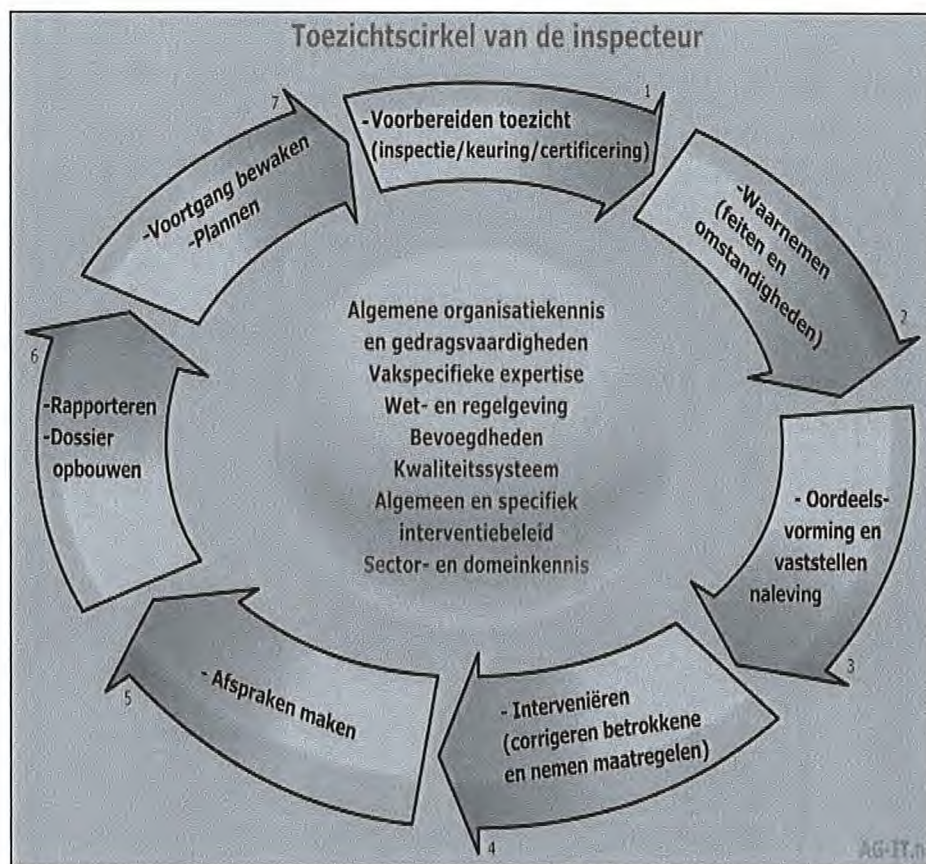 Toezichtscirkel van de inspecteur
1
-Voorbereiden toezicht
(inspectie/keuring/certificering)
2
-Waarnemen
(feiten en
omstandigheden)
3
- Oordeels-
vorming en
vaststellen
naleving
4
- Interveniëren
(corrigeren betrokkene
en nemen maatregelen)
5
- Afspraken maken
6
-Rapporteren
-Dossier
opbouwen
7
-Voortgang bewaken
-Plannen
Algemene organisatiekennis
en gedragsvaardigheden
Vakspecifieke expertise
Wet- en regelgeving
Bevoegdheden
Kwaliteitssysteem
Algemeen en specifiek
interventiebeleid
Sector- en domeinkennis